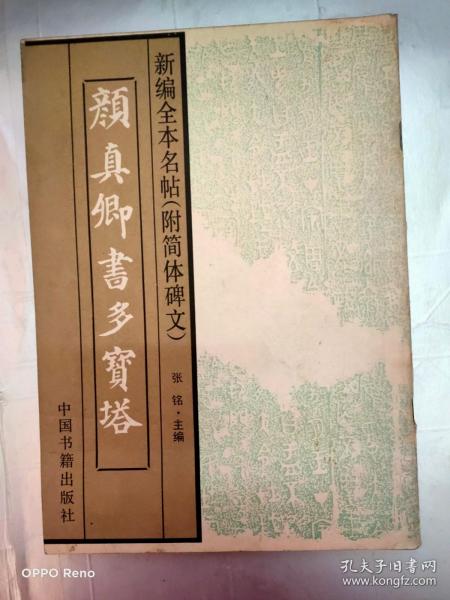 新编全本名帖(附简体碑文)
張铭·主编
颜真卿書多寶塔
中国书籍出版社
OPPO Reno
孔夫子旧书网
www.kongfz.com